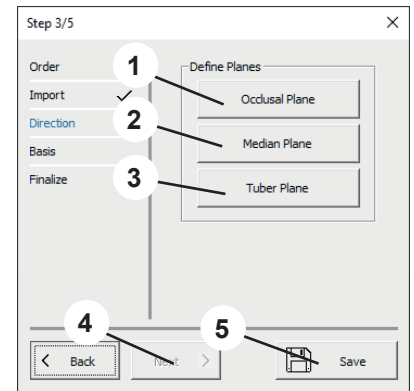 Step 3/5
Order
Import
Direction
Basis
Finalize
Define Planes
1
Occlusal Plane
2
Median Plane
3
Tuber Plane
4
5
Back
Next
Save